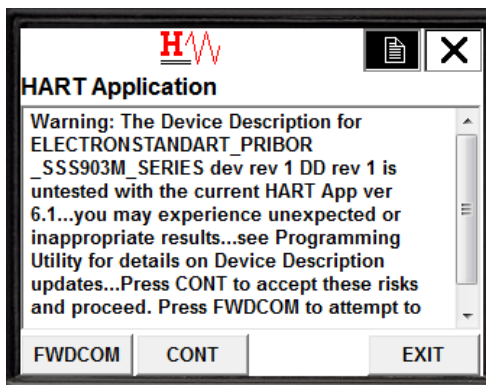 H
HART Application
Warning: The Device Description for
ELECTRONSTANDART_PRIBOR
_SSS903M_SERIES dev rev 1 DD rev 1 is
untested with the current HART App ver
6.1...you may experience unexpected or
inappropriate results...see Programming
Utility for details on Device Description
updates...Press CONT to accept these risks
and proceed. Press FWDCOM to attempt to
FWDCOM CONT EXIT